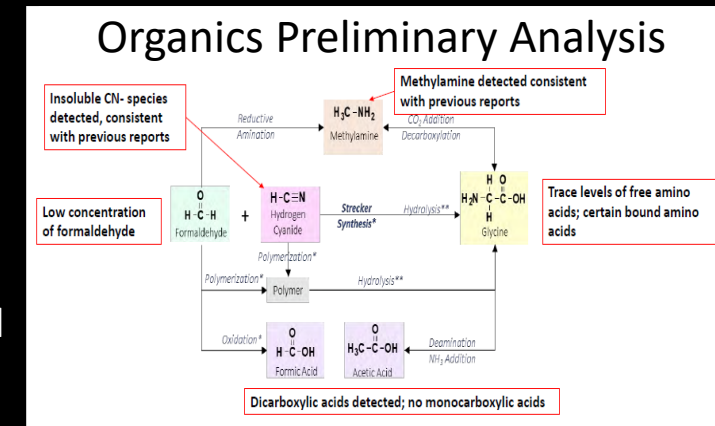 Organics Preliminary Analysis
Insoluble CN- species
detected, consistent
with previous reports
Methylamine detected consistent
with previous reports
Reductive
Amination
H₃C-NH₂
Methylamine
CO₂ Addition
Decarboxylation
Low concentration
of formaldehyde
O
H-C-H
Formaldehyde
+
H-C≡N
Hydrogen
Cyanide
Strecker
Synthesis*
Hydrolysis**
H O
H₂N-C-C-OH
H
Glycine
Trace levels of free amino
acids; certain bound amino
acids
Polymerization*
Polymerization*
Polymer
Hydrolysis**
Oxidation*
O
H-C-OH
Formic Acid
O
H₃C-C-OH
Acetic Acid
Deamination
NH₃ Addition
Dicarboxylic acids detected; no monocarboxylic acids